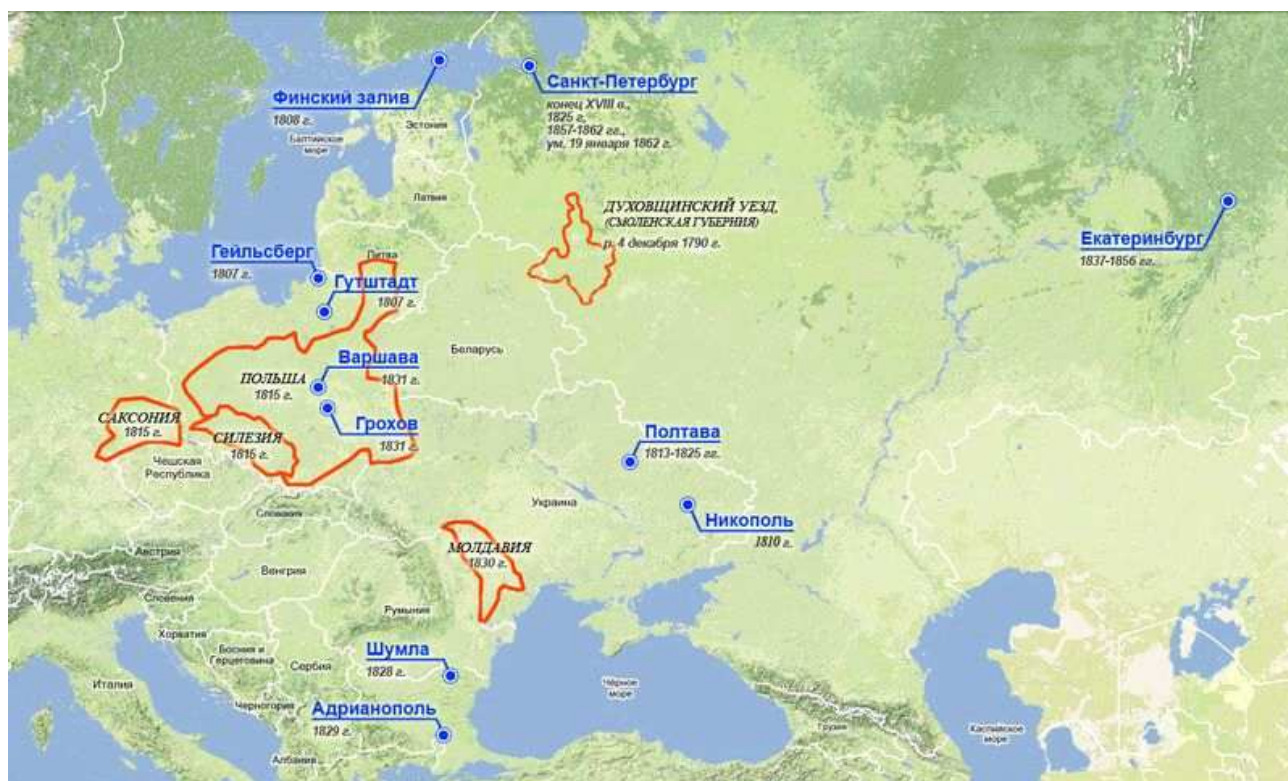 Санкт-Петербург
конец XVIII в.,
1825 г,
1857-1862 гг.,
ум. 19 января 1862 г.
Финский залив
1808 г.
Балтийское
море
Эстония
Латвия
ДУХОВЩИНСКИЙ УЕЗД,
(СМОЛЕНСКАЯ ГУБЕРНИЯ)
р. 4 декабря 1790 г.
Екатеринбург
1837-1856 гг.
Гейльсберг
1807 г.
Литва
Гутштадт
1807 г.
Беларусь
Варшава
1831 г.
ПОЛЬША
1815 г.
Грохов
1831 г.
САКСОНИЯ
1815 г.
СИЛЕЗИЯ
1815 г.
Чешская
Республика
Полтава
1813-1825 гг.
Украина
Никополь
1810 г.
Словакия
МОЛДАВИЯ
1830 г.
Австрия
Венгрия
Словения
Румыния
Хорватия
Босния и
Герцеговина
Сербия
Шумла
1828 г.
Италия
Черногория
Адрианополь
1829 г.
Албания
Чёрное
море
Грузия
Каспийское
море